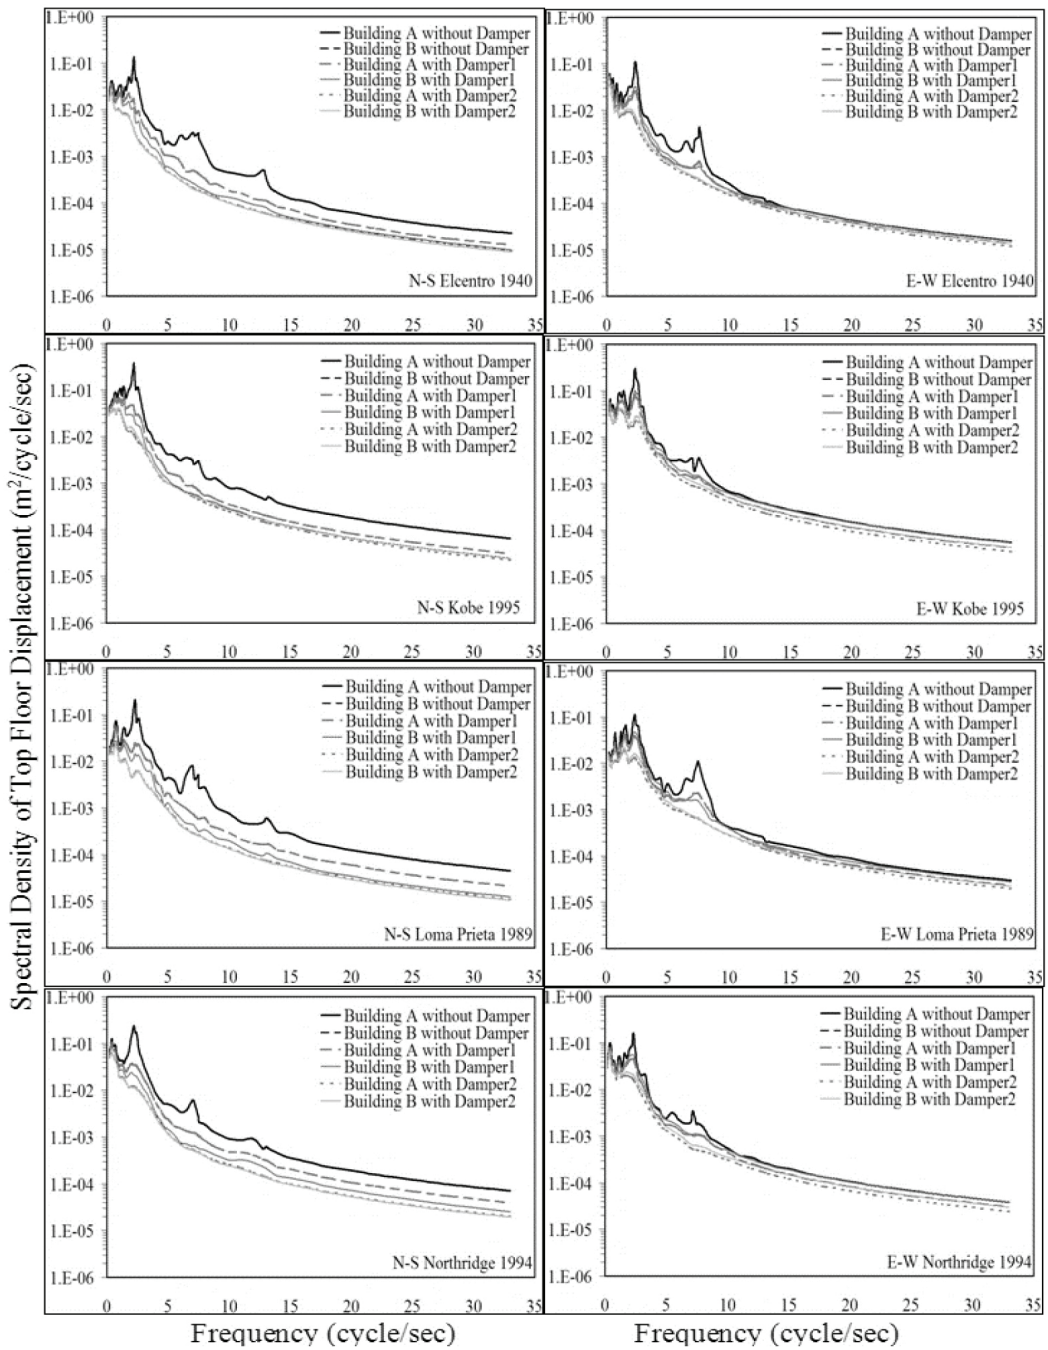 Spectral Density of Top Floor Displacement (m²/cycle/sec)
1.E+00
1.E-01
1.E-02
1.E-03
1.E-04
1.E-05
1.E-06
Building A without Damper
Building B without Damper
Building A with Damper1
Building B with Damper1
Building A with Damper2
Building B with Damper2
N-S Elcentro 1940
0 5 10 15 20 25 30 35
1.E+00
1.E-01
1.E-02
1.E-03
1.E-04
1.E-05
1.E-06
Building A without Damper
Building B without Damper
Building A with Damper1
Building B with Damper1
Building A with Damper2
Building B with Damper2
E-W Elcentro 1940
0 5 10 15 20 25 30 35
1.E+00
1.E-01
1.E-02
1.E-03
1.E-04
1.E-05
1.E-06
Building A without Damper
Building B without Damper
Building A with Damper1
Building B with Damper1
Building A with Damper2
Building B with Damper2
N-S Kobe 1995
0 5 10 15 20 25 30 35
1.E+00
1.E-01
1.E-02
1.E-03
1.E-04
1.E-05
1.E-06
Building A without Damper
Building B without Damper
Building A with Damper1
Building B with Damper1
Building A with Damper2
Building B with Damper2
E-W Kobe 1995
0 5 10 15 20 25 30 35
1.E+00
1.E-01
1.E-02
1.E-03
1.E-04
1.E-05
1.E-06
Building A without Damper
Building B without Damper
Building A with Damper1
Building B with Damper1
Building A with Damper2
Building B with Damper2
N-S Loma Prieta 1989
0 5 10 15 20 25 30 35
1.E+00
1.E-01
1.E-02
1.E-03
1.E-04
1.E-05
1.E-06
Building A without Damper
Building B without Damper
Building A with Damper1
Building B with Damper1
Building A with Damper2
Building B with Damper2
E-W Loma Prieta 1989
0 5 10 15 20 25 30 35
1.E+00
1.E-01
1.E-02
1.E-03
1.E-04
1.E-05
1.E-06
Building A without Damper
Building B without Damper
Building A with Damper1
Building B with Damper1
Building A with Damper2
Building B with Damper2
N-S Northridge 1994
0 5 10 15 20 25 30 35
1.E+00
1.E-01
1.E-02
1.E-03
1.E-04
1.E-05
1.E-06
Building A without Damper
Building B without Damper
Building A with Damper1
Building B with Damper1
Building A with Damper2
Building B with Damper2
E-W Northridge 1994
0 5 10 15 20 25 30 35
Frequency (cycle/sec)
Frequency (cycle/sec)